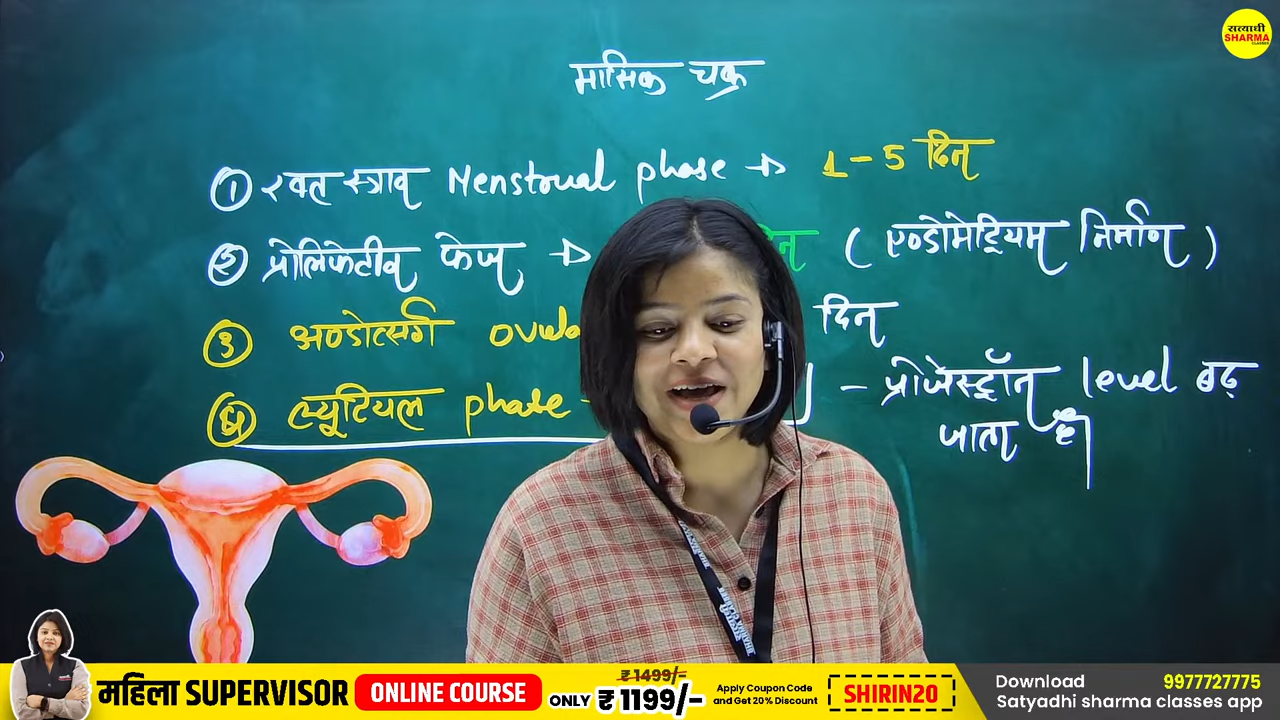 सत्याधी
SHARMA
CLASSES
मासिक चक्र
① रक्त स्त्राव Menstrual phase → 1-5 दिन
② प्रोलिफेटीव फेज → दिन (एण्डोमेट्रियम निर्माण)
③ अण्डोत्सर्ग दिन
④ ल्यूटियल phase - प्रोजेस्ट्रॉन level बढ़
जाता है
महिला SUPERVISOR
ONLINE COURSE
₹1499/-
ONLY ₹1199/-
Apply Coupon Code
and Get 20% Discount
SHIRIN20
Download 9977727775
Satyadhi sharma classes app